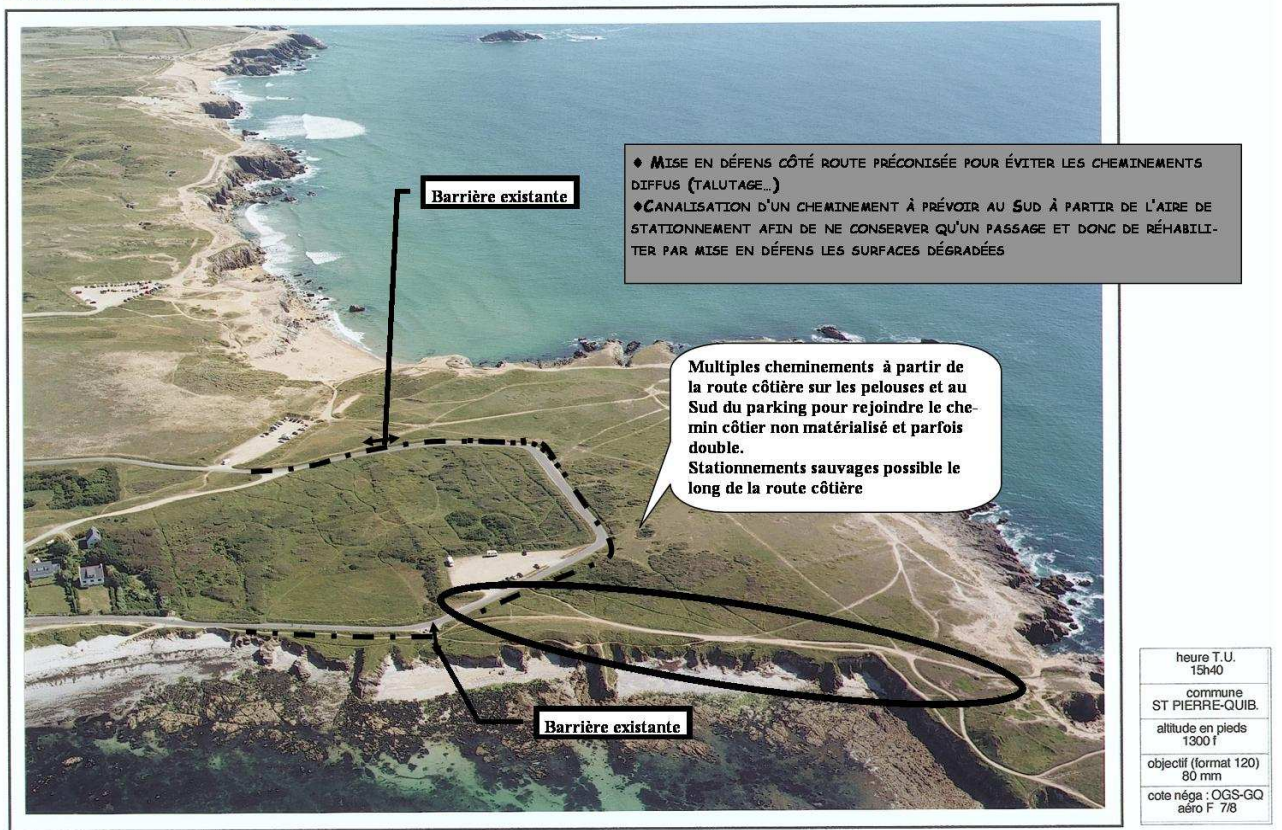 ♦ MISE EN DÉFENS CÔTÉ ROUTE PRÉCONISÉE POUR ÉVITER LES CHEMINEMENTS
DIFFUS (TALUTAGE...)
♦CANALISATION D'UN CHEMINEMENT À PRÉVOIR AU SUD À PARTIR DE L'AIRE DE
STATIONNEMENT AFIN DE NE CONSERVER QU'UN PASSAGE ET DONC DE RÉHABILI-
TER PAR MISE EN DÉFENS LES SURFACES DÉGRADÉES
Barrière existante
Multiples cheminements à partir de
la route côtière sur les pelouses et au
Sud du parking pour rejoindre le che-
min côtier non matérialisé et parfois
double.
Stationnements sauvages possible le
long de la route côtière
Barrière existante
heure T.U.
15h40
commune
ST PIERRE-QUIB.
altitude en pieds
1300 f
objectif (format 120)
80 mm
cote néga : OGS-GQ
aéro F 7/8